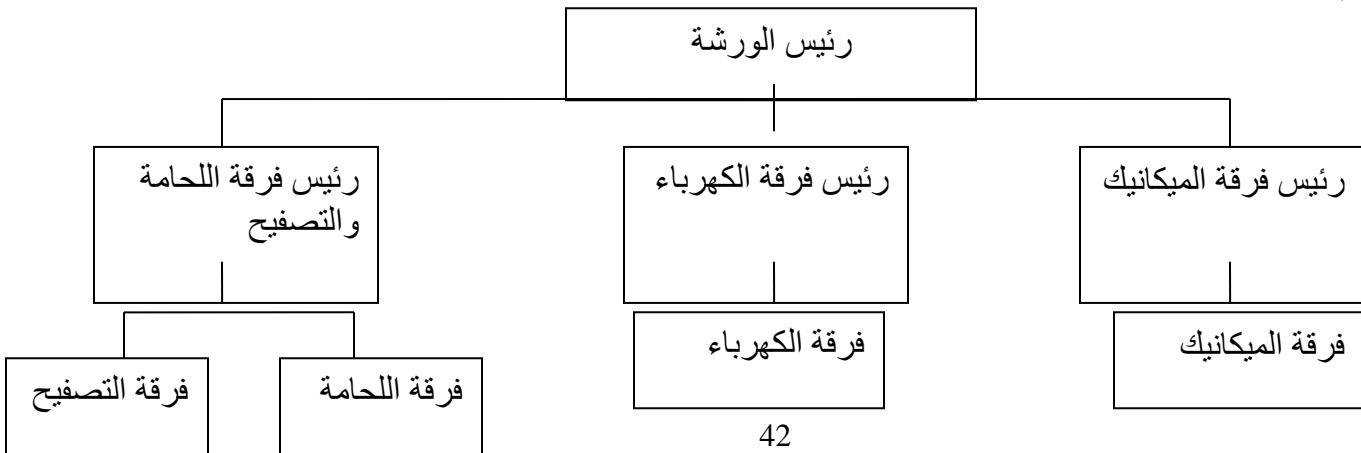 رئيس الورشة
رئيس فرقة الميكانيك
رئيس فرقة الكهرباء
رئيس فرقة اللحامة
والتصفيح
فرقة الميكانيك
فرقة الكهرباء
فرقة اللحامة
فرقة التصفيح
42